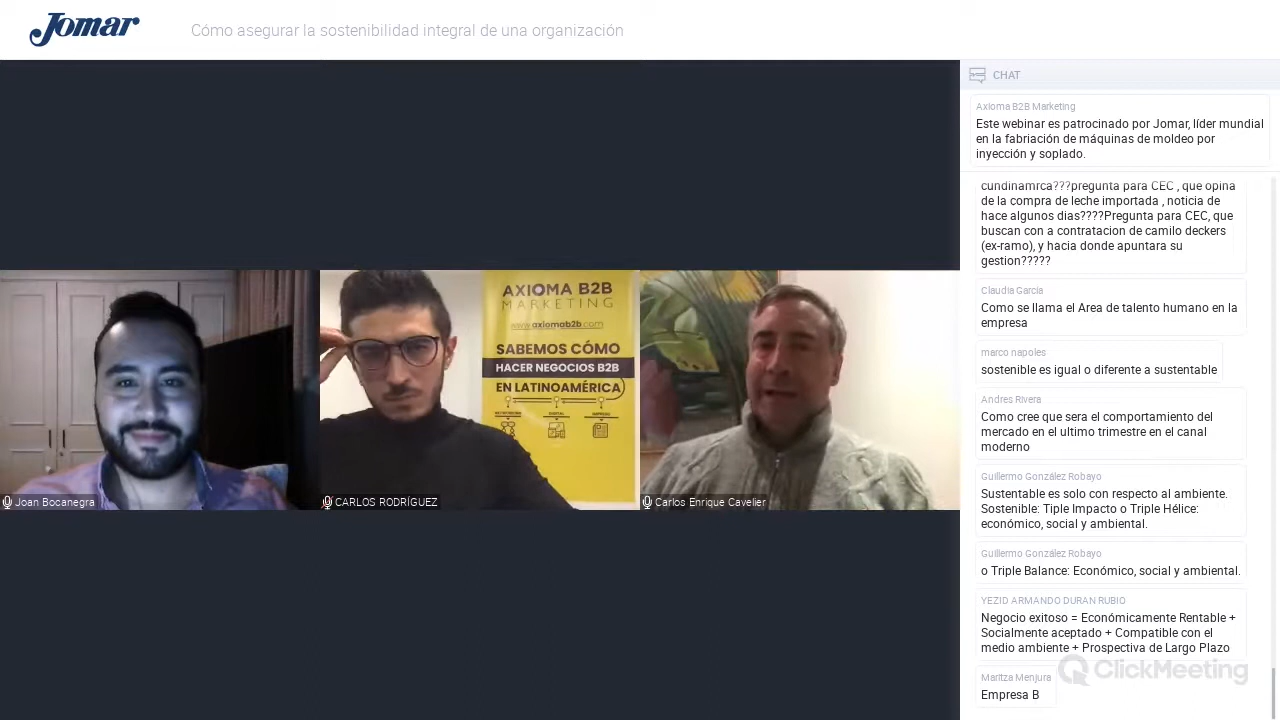 Jomar
Cómo asegurar la sostenibilidad integral de una organización
CHAT
Axioma B2B Marketing
Este webinar es patrocinado por Jomar, líder mundial
en la fabriación de máquinas de moldeo por
inyección y soplado.
cundinamrca???pregunta para CEC , que opina
de la compra de leche importada , noticia de
hace algunos dias????Pregunta para CEC, que
buscan con a contratacion de camilo deckers
(ex-ramo), y hacia donde apuntara su
gestion?????
Claudia García
Como se llama el Area de talento humano en la
empresa
marco napoles
sostenible es igual o diferente a sustentable
Andres Rivera
Como cree que sera el comportamiento del
mercado en el ultimo trimestre en el canal
moderno
Guillermo González Robayo
Sustentable es solo con respecto al ambiente.
Sostenible: Tiple Impacto o Triple Hélice:
económico, social y ambiental.
Guillermo González Robayo
o Triple Balance: Económico, social y ambiental.
YEZID ARMANDO DURAN RUBIO
Negocio exitoso = Económicamente Rentable +
Socialmente aceptado + Compatible con el
medio ambiente + Prospectiva de Largo Plazo
Maritza Menjura
Empresa B
ClickMeeting
AXIOMA B2B
MARKETING
www.axiomab2b.com
SABEMOS CÓMO
HACER NEGOCIOS B2B
EN LATINOAMÉRICA
Joan Bocanegra
CARLOS RODRÍGUEZ
Carlos Enrique Cavelier